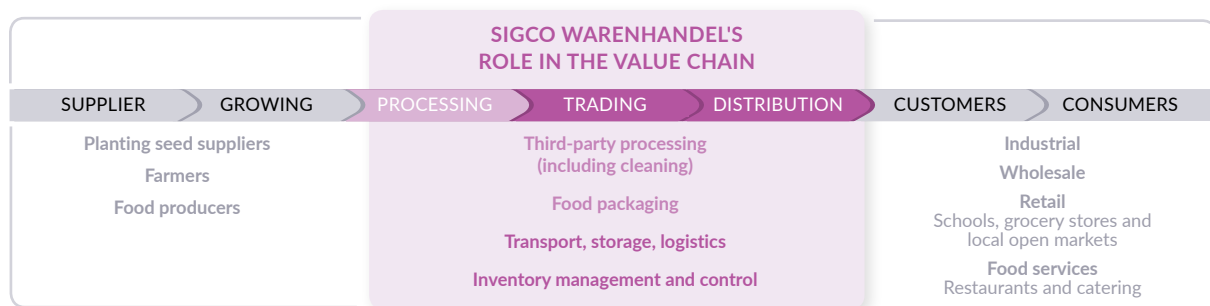 SIGCO WARENHANDEL'S
ROLE IN THE VALUE CHAIN
SUPPLIER GROWING PROCESSING TRADING DISTRIBUTION CUSTOMERS CONSUMERS
Planting seed suppliers
Farmers
Food producers
Third-party processing
(including cleaning)
Food packaging
Transport, storage, logistics
Inventory management and control
Industrial
Wholesale
Retail
Schools, grocery stores and
local open markets
Food services
Restaurants and catering